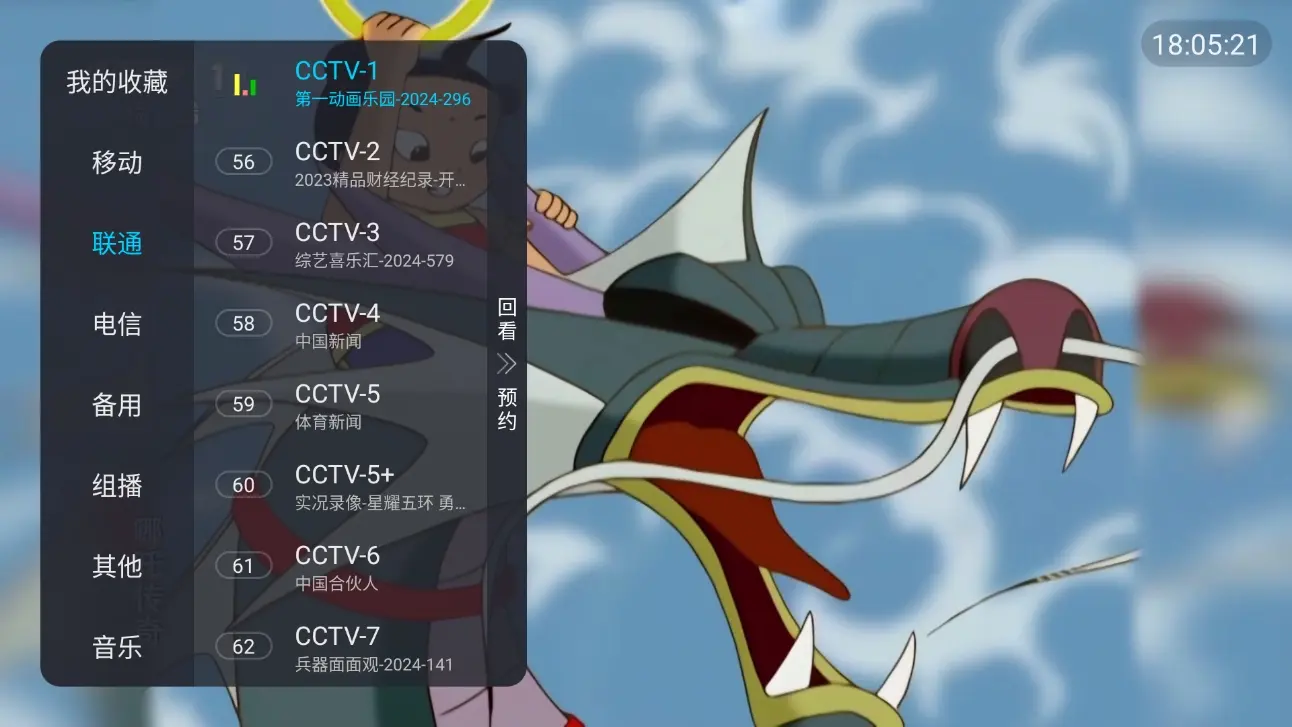 18:05:21
我的收藏
移动
联通
电信
备用
组播
其他
音乐
CCTV-1
第一动画乐园-2024-296
56
CCTV-2
2023精品财经纪录-开...
57
CCTV-3
综艺喜乐汇-2024-579
58
CCTV-4
中国新闻
59
CCTV-5
体育新闻
60
CCTV-5+
实况录像-星耀五环 勇...
61
CCTV-6
中国合伙人
62
CCTV-7
兵器面面观-2024-141
回看
预约
哪吒传奇